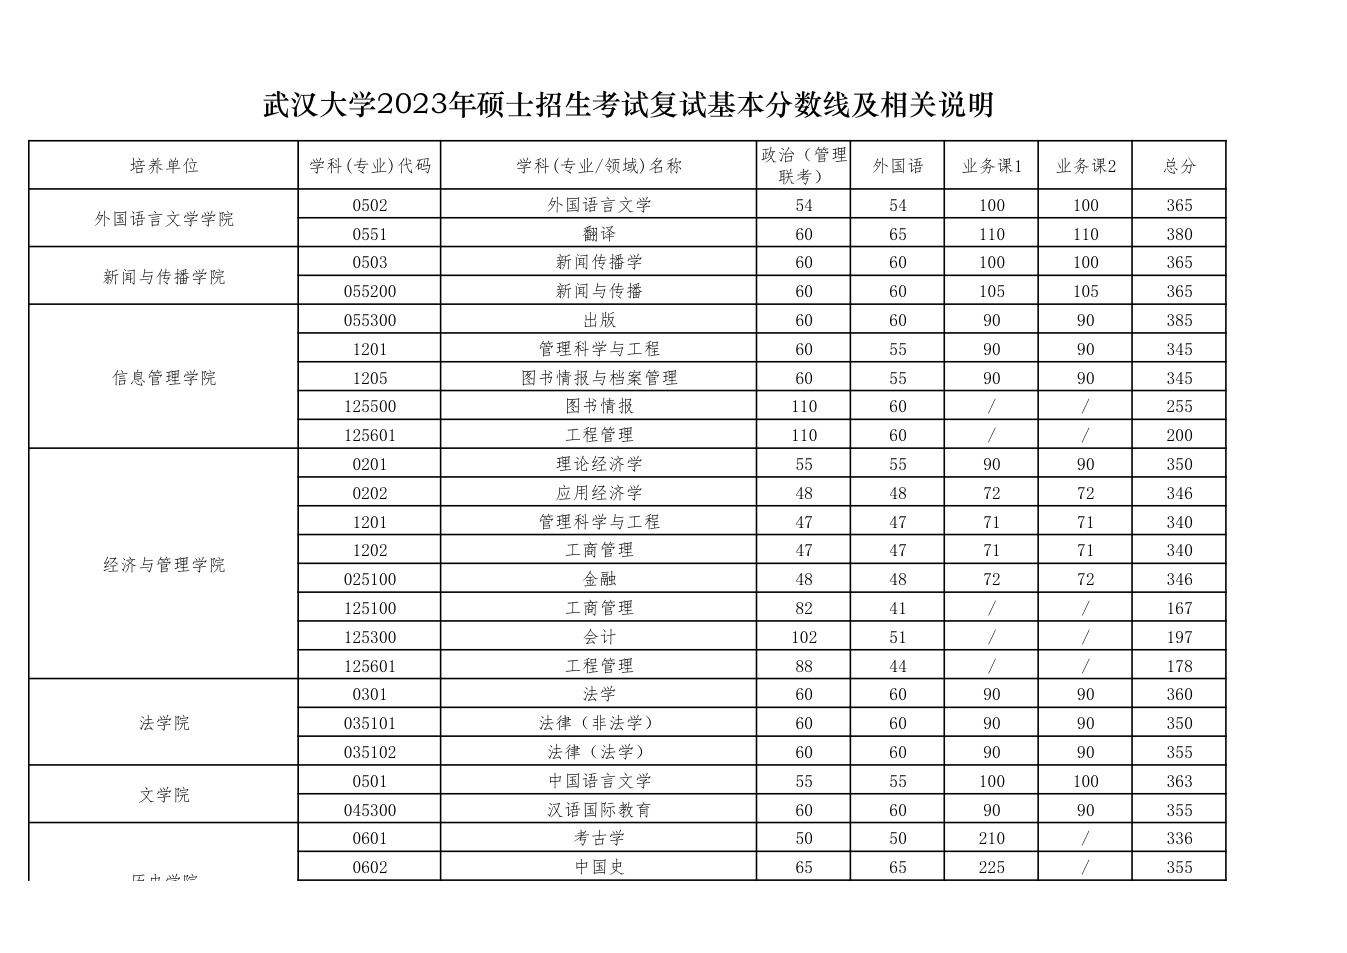 武汉大学2023年硕士招生考试复试基本分数线及相关说明
培养单位 学科(专业)代码 学科(专业/领域)名称 政治（管理联考） 外国语 业务课1 业务课2 总分
外国语言文学学院 0502 外国语言文学 54 54 100 100 365
0551 翻译 60 65 110 110 380
新闻与传播学院 0503 新闻传播学 60 60 100 100 365
055200 新闻与传播 60 60 105 105 365
信息管理学院 055300 出版 60 60 90 90 385
1201 管理科学与工程 60 55 90 90 345
1205 图书情报与档案管理 60 55 90 90 345
125500 图书情报 110 60 / / 255
125601 工程管理 110 60 / / 200
经济与管理学院 0201 理论经济学 55 55 90 90 350
0202 应用经济学 48 48 72 72 346
1201 管理科学与工程 47 47 71 71 340
1202 工商管理 47 47 71 71 340
025100 金融 48 48 72 72 346
125100 工商管理 82 41 / / 167
125300 会计 102 51 / / 197
125601 工程管理 88 44 / / 178
法学院 0301 法学 60 60 90 90 360
035101 法律（非法学） 60 60 90 90 350
035102 法律（法学） 60 60 90 90 355
文学院 0501 中国语言文学 55 55 100 100 363
045300 汉语国际教育 60 60 90 90 355
历史学院 0601 考古学 50 50 210 / 336
0602 中国史 65 65 225 / 355